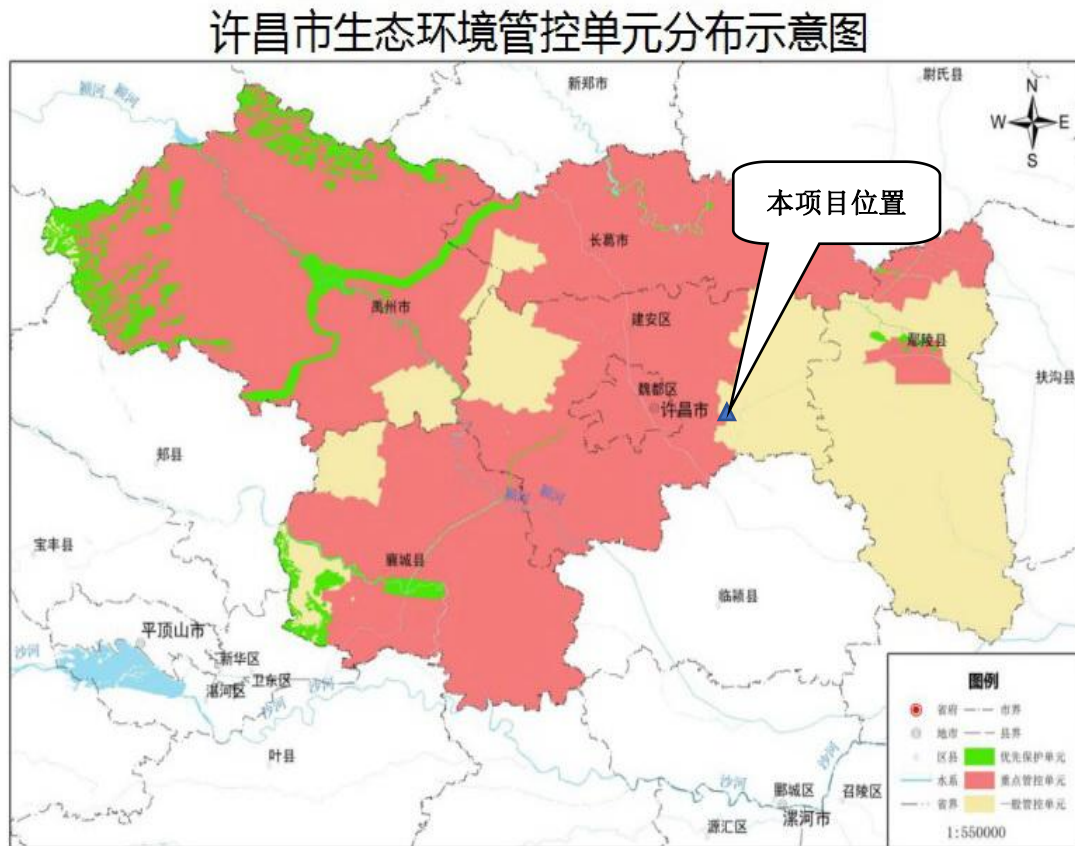 许昌市生态环境管控单元分布示意图
新郑市
尉氏县
颍河 颍河
N
W E
S
本项目位置
长葛市
禹州市
建安区
鄢陵县
扶沟县
魏都区
许昌市
郏县
颍河 颍河
宝丰县
襄城县
临颍县
平顶山市
沙河
新华区
卫东区
湛河区
沙河
沙河
叶县
沙河
沙河
郾城区
召陵区
源汇区
漯河市
图例
省府 市界
地市 县界
区县 优先保护单元
水系 重点管控单元
省界 一般管控单元
1:550000